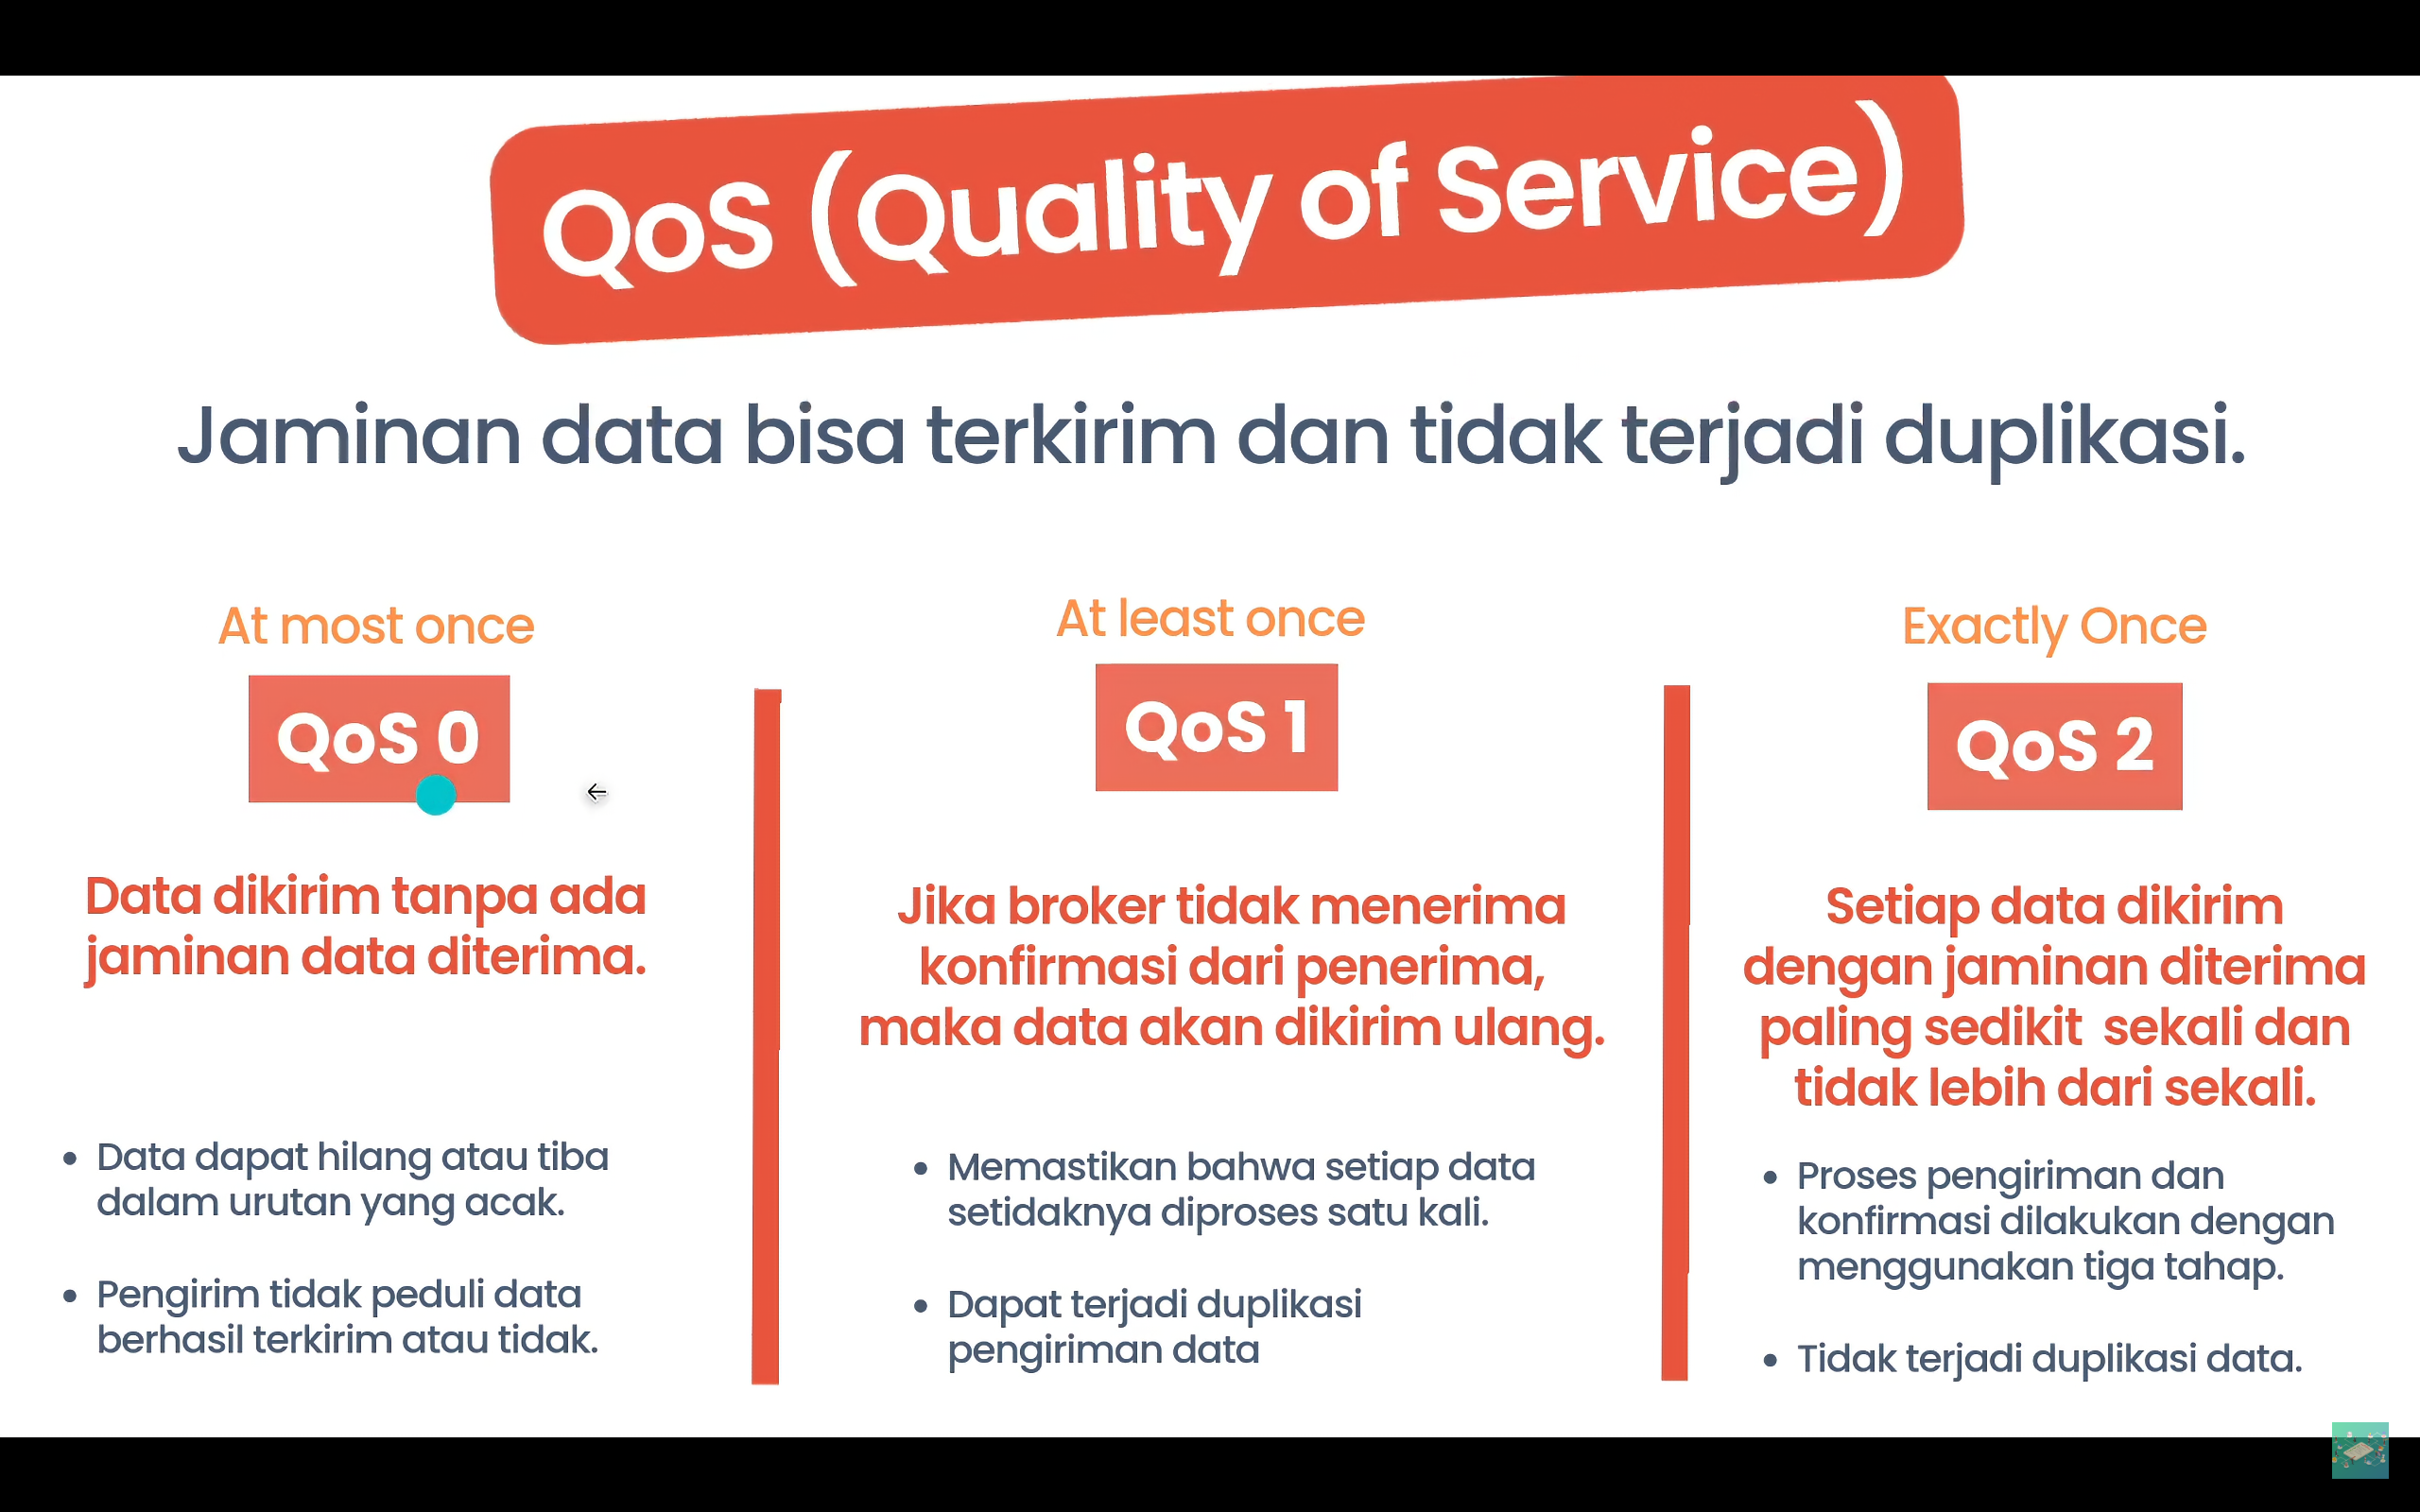 QoS (Quality of Service)
Jaminan data bisa terkirim dan tidak terjadi duplikasi.
At most once
QoS 0
Data dikirim tanpa ada
jaminan data diterima.
• Data dapat hilang atau tiba
dalam urutan yang acak.
• Pengirim tidak peduli data
berhasil terkirim atau tidak.
At least once
QoS 1
Jika broker tidak menerima
konfirmasi dari penerima,
maka data akan dikirim ulang.
• Memastikan bahwa setiap data
setidaknya diproses satu kali.
• Dapat terjadi duplikasi
pengiriman data
Exactly Once
QoS 2
Setiap data dikirim
dengan jaminan diterima
paling sedikit sekali dan
tidak lebih dari sekali.
• Proses pengiriman dan
konfirmasi dilakukan dengan
menggunakan tiga tahap.
• Tidak terjadi duplikasi data.